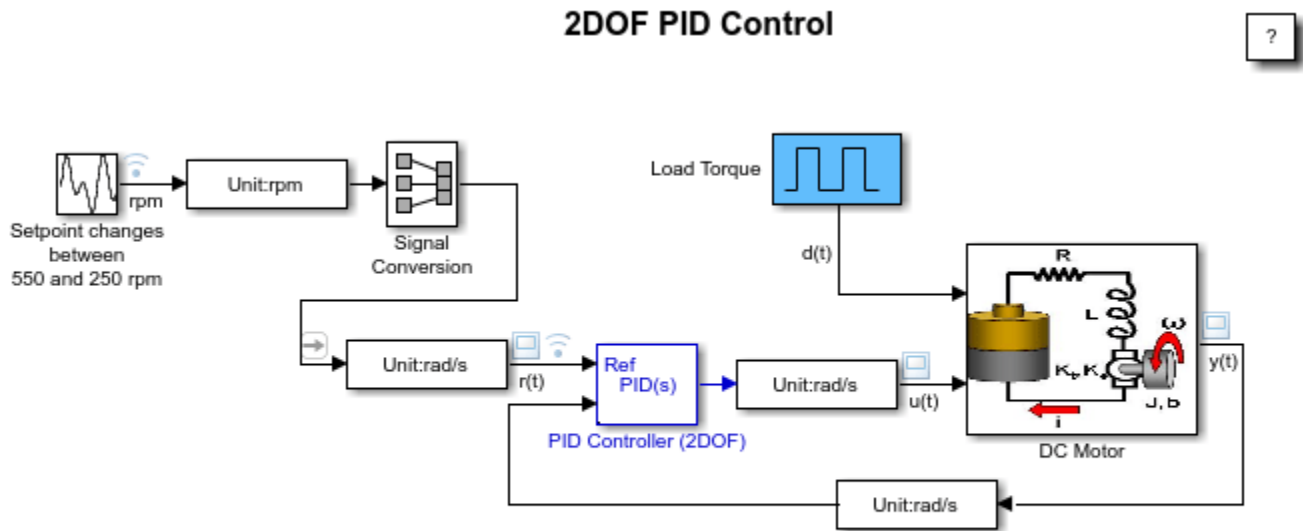 2DOF PID Control
?
Load Torque
Unit:rpm
rpm
Setpoint changes
between
550 and 250 rpm
Signal
Conversion
d(t)
R
L
ω
Unit:rad/s
r(t)
Ref
PID(s)
PID Controller (2DOF)
Unit:rad/s
u(t)
K
J, b
i
y(t)
DC Motor
Unit:rad/s